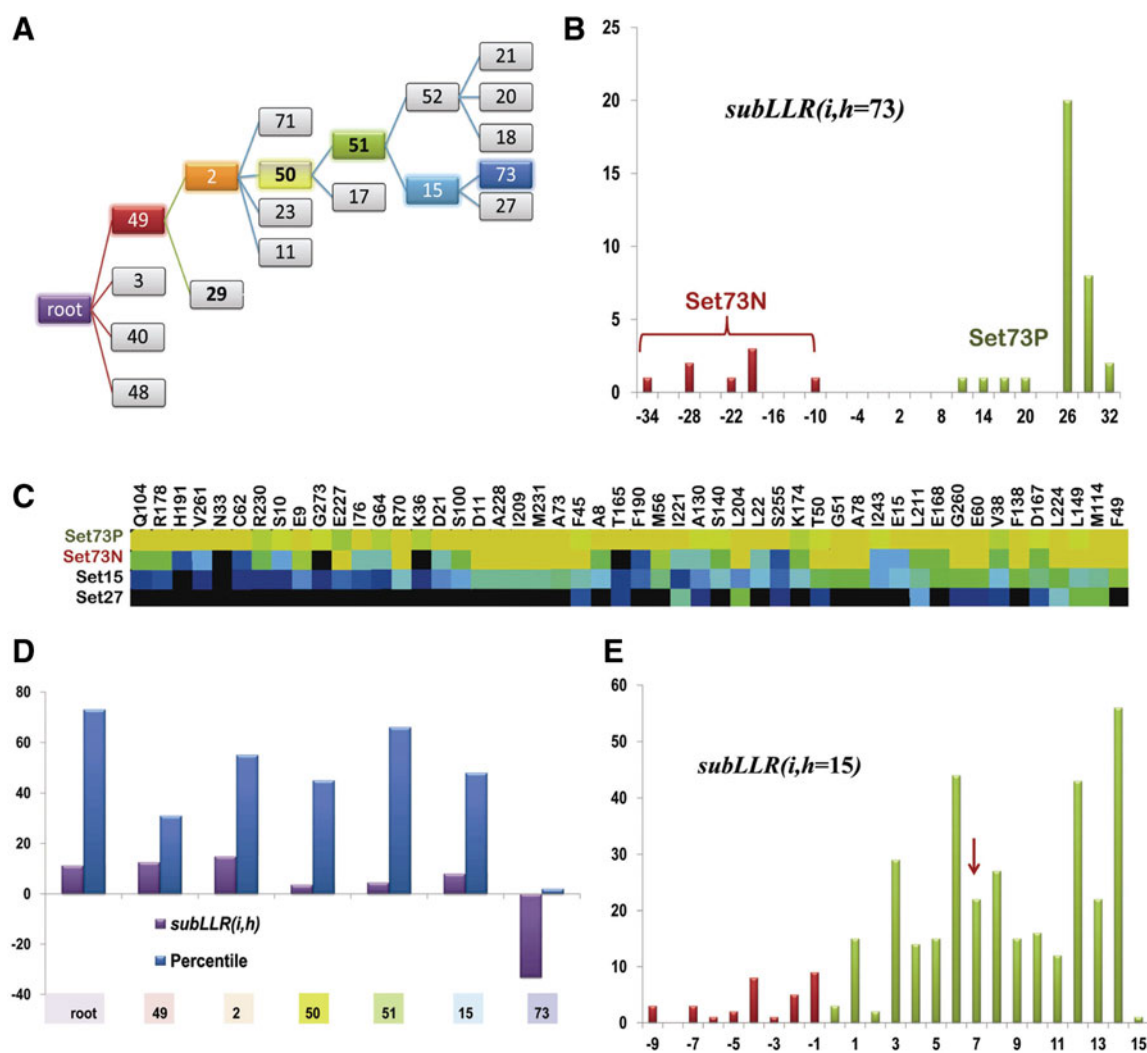 A
21
52
20
71
18
51
2
50
73
15
23
17
27
49
11
3
29
root
40
48
B
25
20
15
10
5
0
subLLR(i,h=73)
Set73N
Set73P
-34 -28 -22 -16 -10 -4 2 8 14 20 26 32
C
Q104 R178 H191 V261 N33 C62 R230 S10 E9 G273 E227 I76 G64 R70 K36 D21 S100 D11 A228 I209 M231 A73 F45 A8 T165 F190 M56 I221 A130 S140 L204 L22 S255 K174 T50 G51 A78 I243 E15 L211 E168 G260 E60 V38 F138 D167 L224 L149 M114 F49
Set73P
Set73N
Set15
Set27
D
80
60
40
20
0
-20
-40
subLLR(i,h)
Percentile
root 49 2 50 51 15 73
E
60
50
40
30
20
10
0
subLLR(i,h=15)
-9 -7 -5 -3 -1 1 3 5 7 9 11 13 15